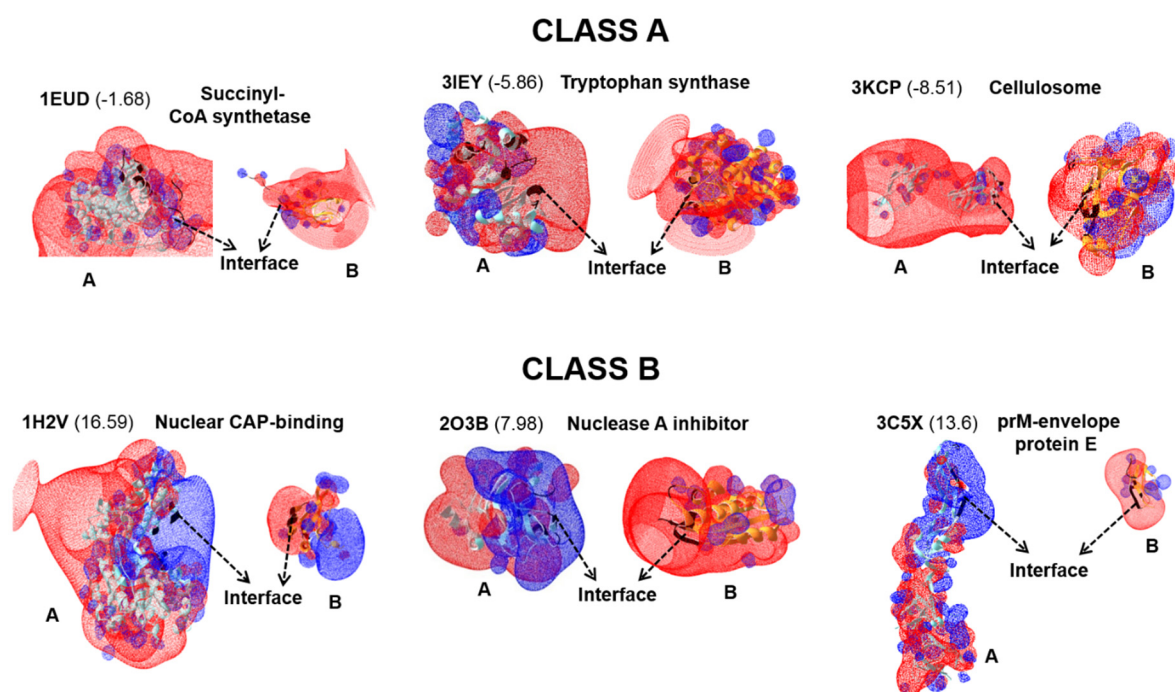 CLASS A
1EUD (-1.68) Succinyl-
CoA synthetase
A
Interface
B
3IEY (-5.86) Tryptophan synthase
A
Interface
B
3KCP (-8.51) Cellulosome
A
Interface
B
CLASS B
1H2V (16.59) Nuclear CAP-binding
A
Interface
B
2O3B (7.98) Nuclease A inhibitor
A
Interface
B
3C5X (13.6) prM-envelope
protein E
Interface
B
A